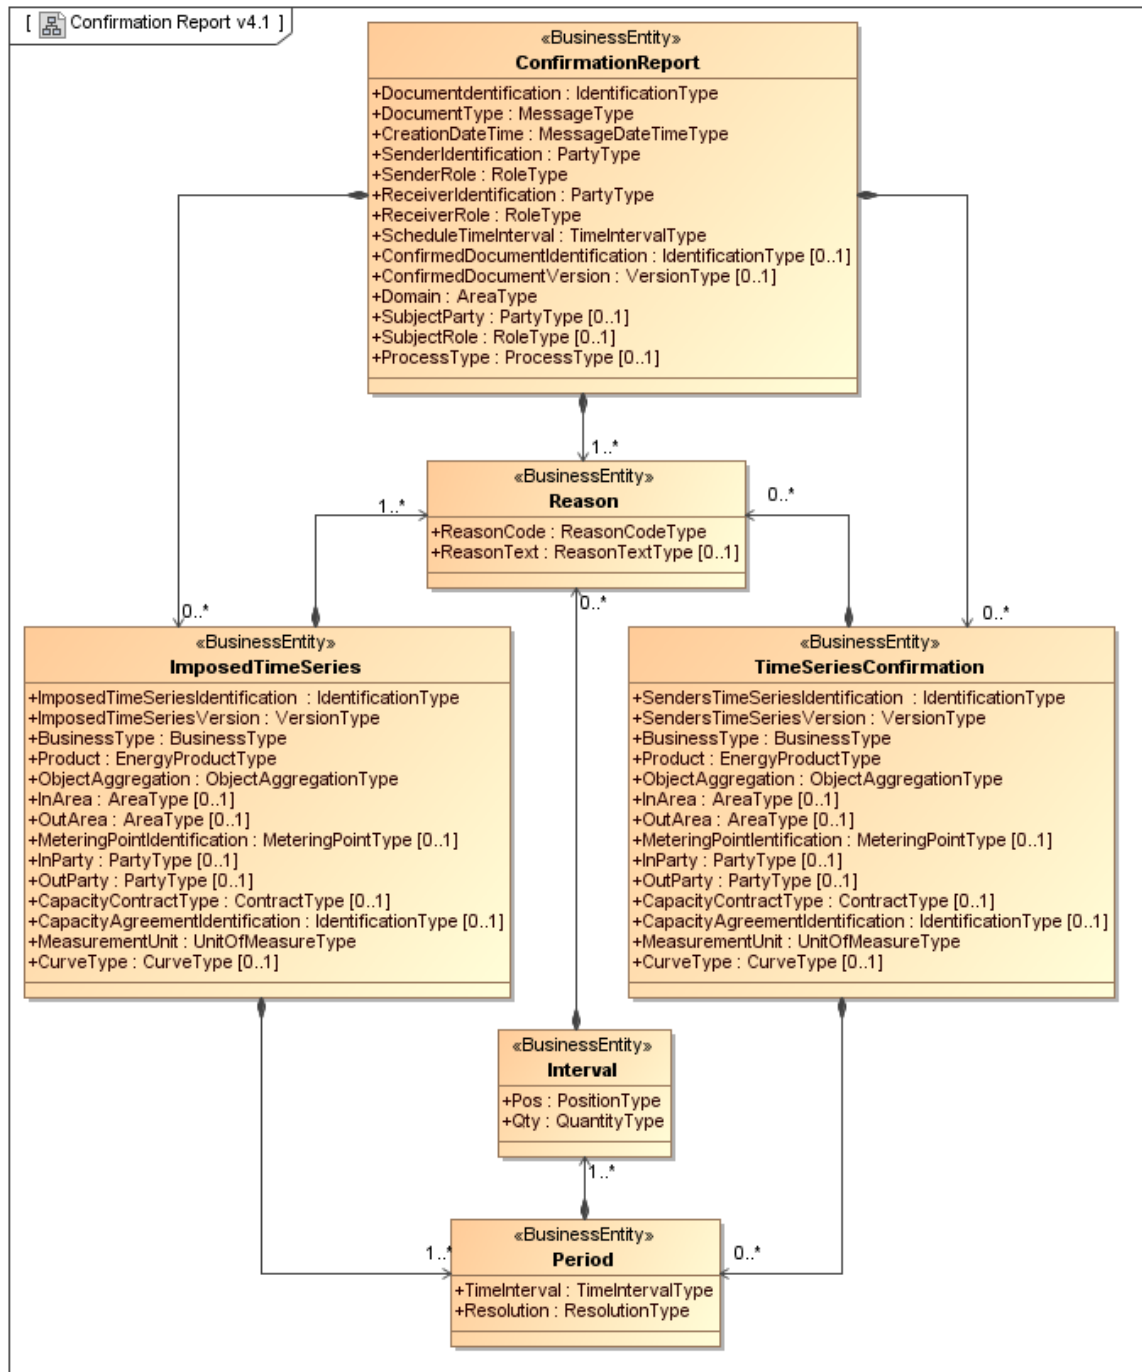 [ Confirmation Report v4.1 ]
«BusinessEntity»
ConfirmationReport
+Documentdentification : IdentificationType
+DocumentType : MessageType
+CreationDateTime : MessageDateTimeType
+SenderIdentification : PartyType
+SenderRole : RoleType
+ReceiverIdentification : PartyType
+ReceiverRole : RoleType
+ScheduleTimeInterval : TimeIntervalType
+ConfirmedDocumentIdentification : IdentificationType [0..1]
+ConfirmedDocumentVersion : VersionType [0..1]
+Domain : AreaType
+SubjectParty : PartyType [0..1]
+SubjectRole : RoleType [0..1]
+ProcessType : ProcessType [0..1]
1..*
«BusinessEntity»
Reason
+ReasonCode : ReasonCodeType
+ReasonText : ReasonTextType [0..1]
1..*
0..*
0..*
0..*
0..*
«BusinessEntity»
ImposedTimeSeries
+ImposedTimeSeriesIdentification : IdentificationType
+ImposedTimeSeriesVersion : VersionType
+BusinessType : BusinessType
+Product : EnergyProductType
+ObjectAggregation : ObjectAggregationType
+InArea : AreaType [0..1]
+OutArea : AreaType [0..1]
+MeteringPointIdentification : MeteringPointType [0..1]
+InParty : PartyType [0..1]
+OutParty : PartyType [0..1]
+CapacityContractType : ContractType [0..1]
+CapacityAgreementIdentification : IdentificationType [0..1]
+MeasurementUnit : UnitOfMeasureType
+CurveType : CurveType [0..1]
«BusinessEntity»
TimeSeriesConfirmation
+SendersTimeSeriesIdentification : IdentificationType
+SendersTimeSeriesVersion : VersionType
+BusinessType : BusinessType
+Product : EnergyProductType
+ObjectAggregation : ObjectAggregationType
+InArea : AreaType [0..1]
+OutArea : AreaType [0..1]
+MeteringPointIentification : MeteringPointType [0..1]
+InParty : PartyType [0..1]
+OutParty : PartyType [0..1]
+CapacityContractType : ContractType [0..1]
+CapacityAgreementIdentification : IdentificationType [0..1]
+MeasurementUnit : UnitOfMeasureType
+CurveType : CurveType [0..1]
«BusinessEntity»
Interval
+Pos : PositionType
+Qty : QuantityType
1..*
«BusinessEntity»
Period
+TimeInterval : TimeIntervalType
+Resolution : ResolutionType
1..*
0..*